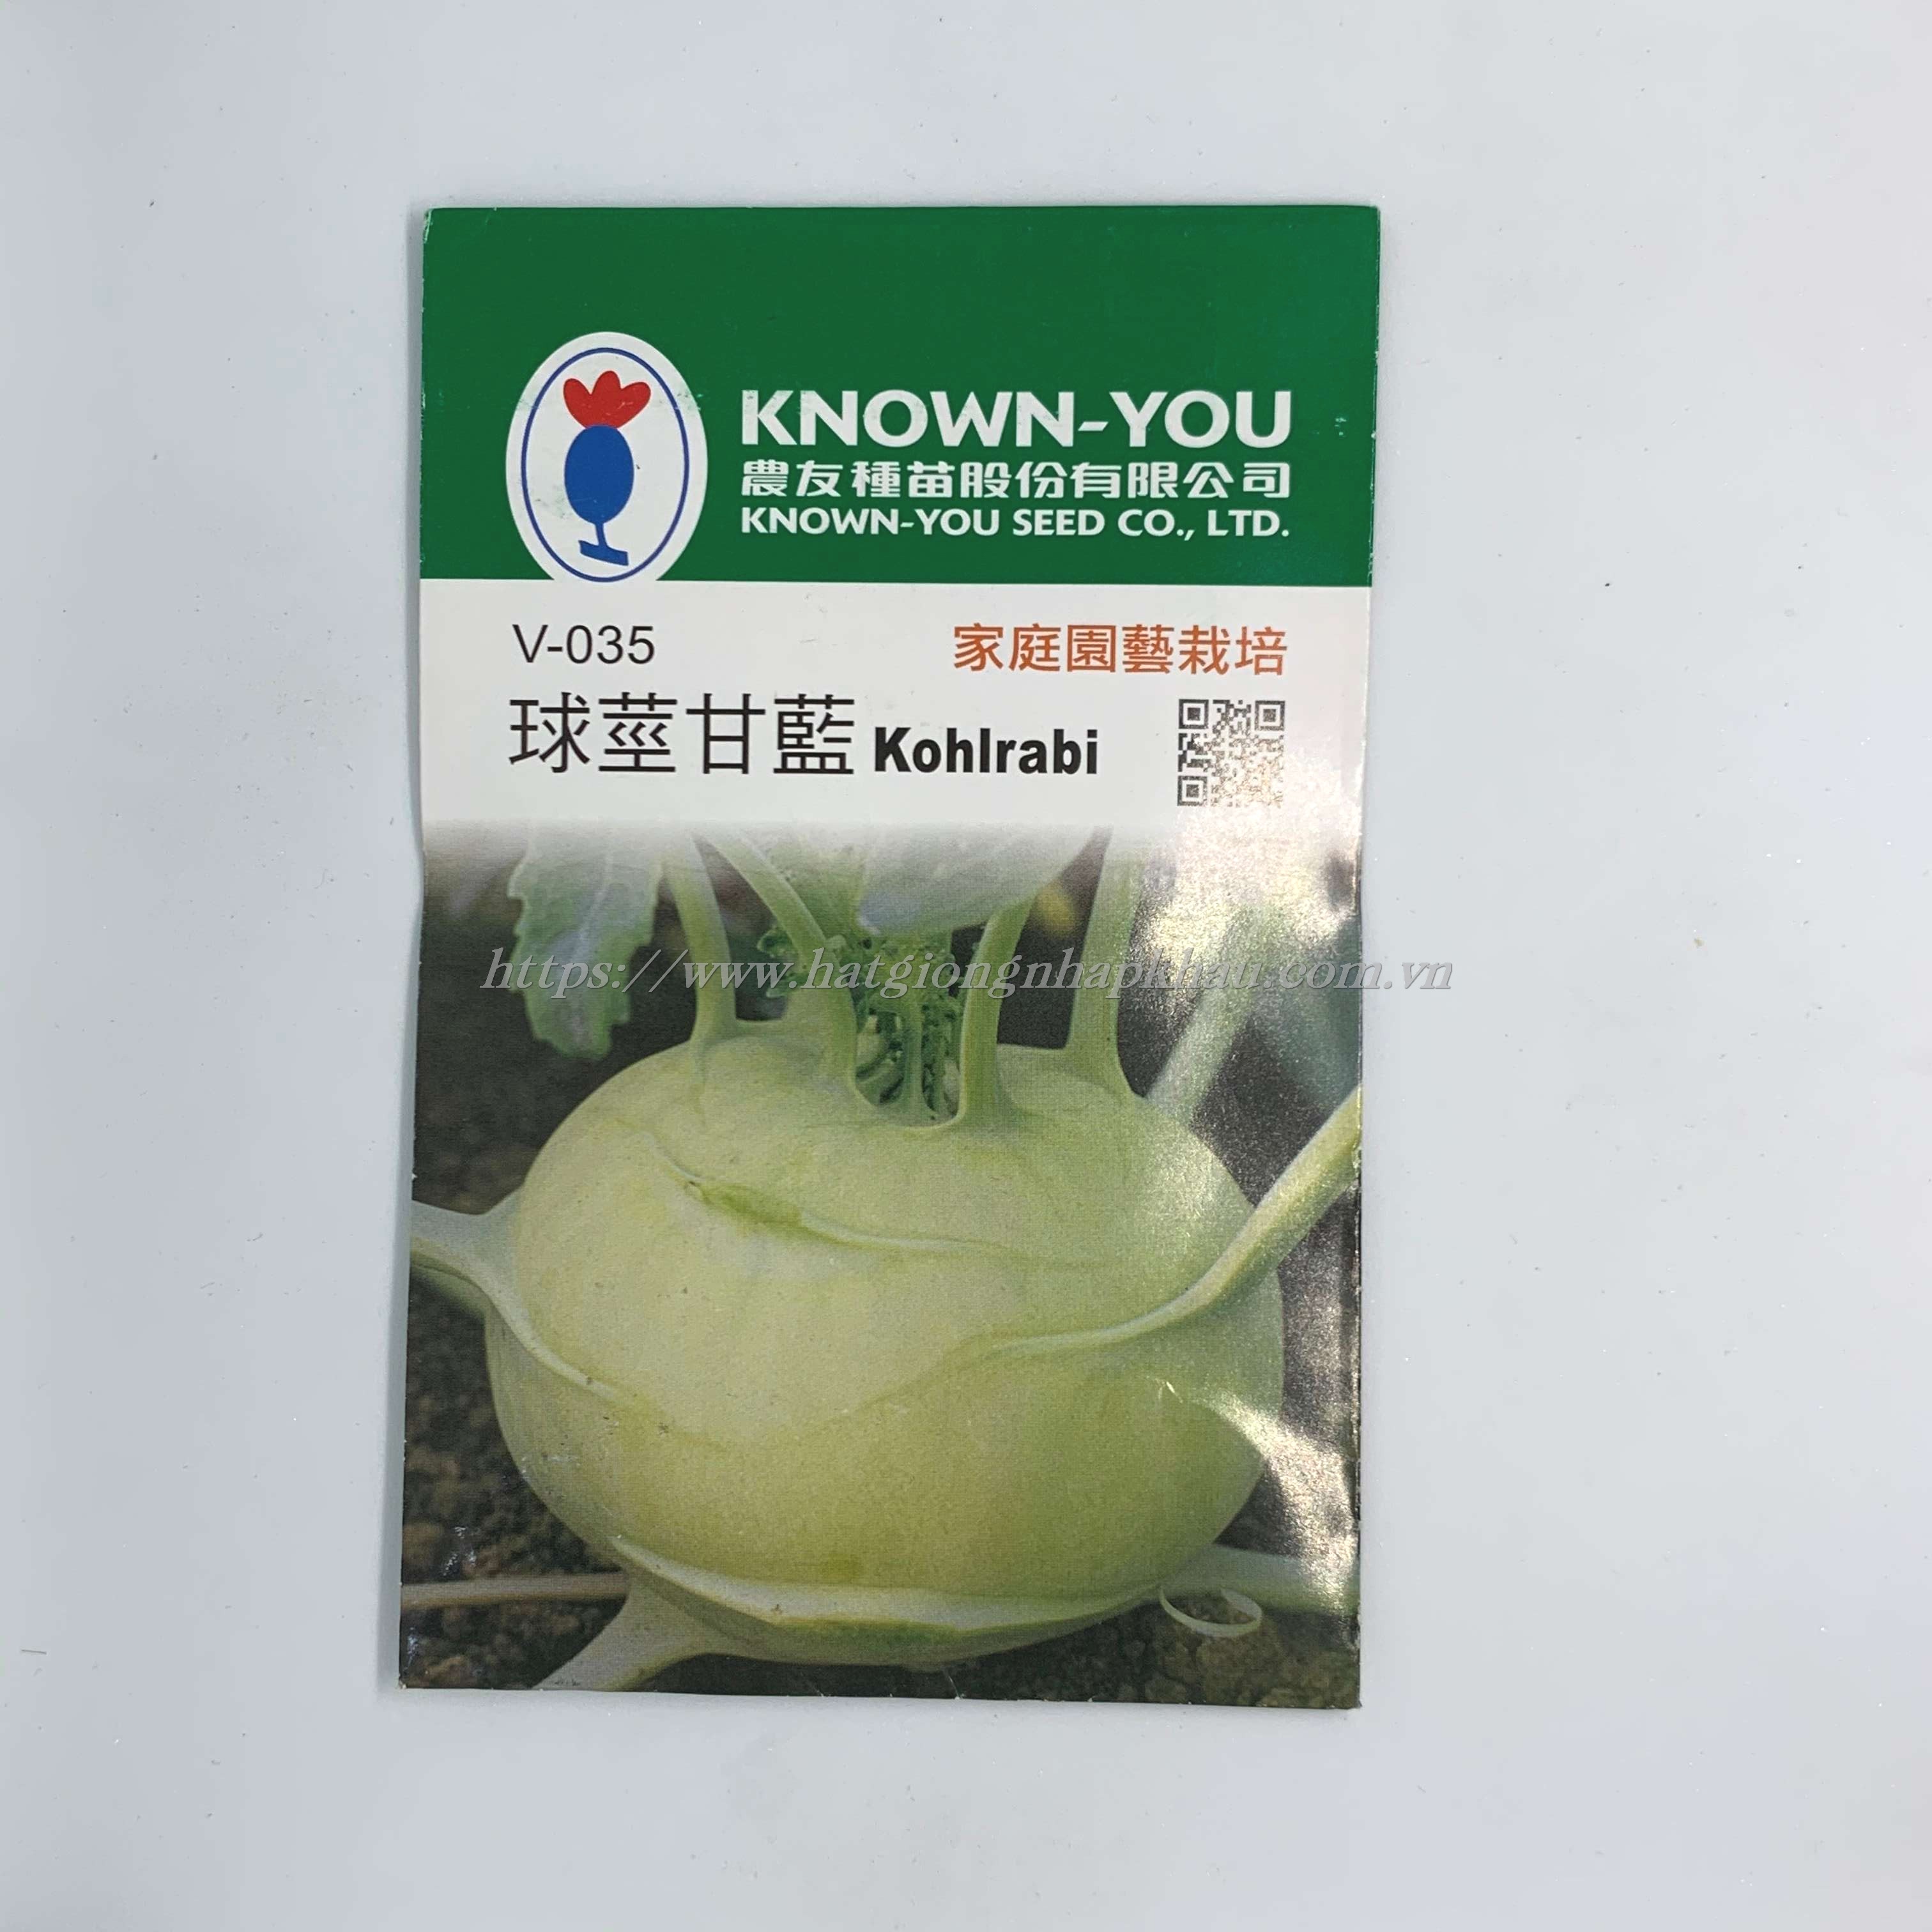 KNOWN-YOU
農友種苗股份有限公司
KNOWN-YOU SEED CO., LTD.
V-035
家庭園藝栽培
球莖甘藍 Kohlrabi
https://www.hatgiongnhapkhau.com.vn